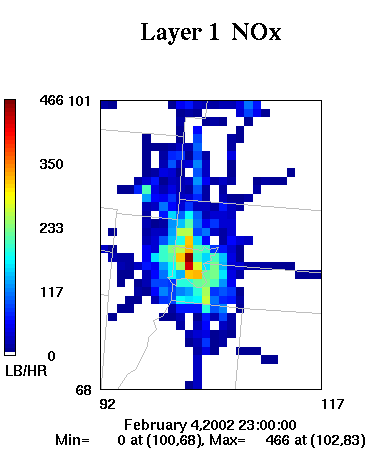 Layer 1 NOx
466
101
350
233
117
0
LB/HR
68
92
117
February 4,2002 23:00:00
Min= 0 at (100,68), Max= 466 at (102,83)